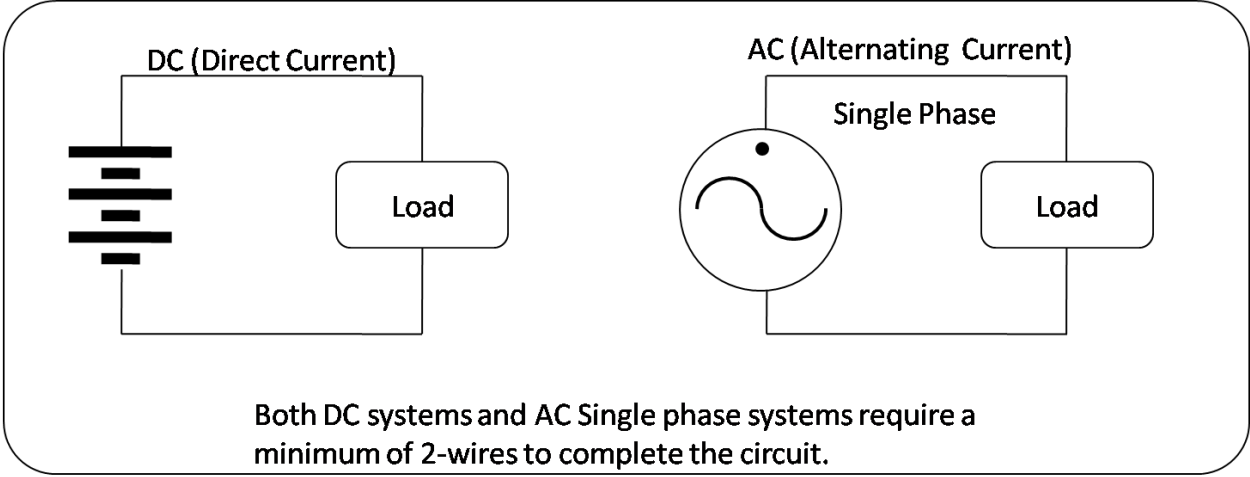 DC (Direct Current)
AC (Alternating Current)
Single Phase
Load
Load
Both DC systems and AC Single phase systems require a
minimum of 2-wires to complete the circuit.